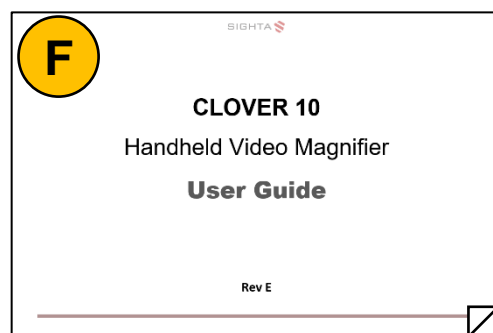 SIGHTA
F
CLOVER 10
Handheld Video Magnifier
User Guide
Rev E